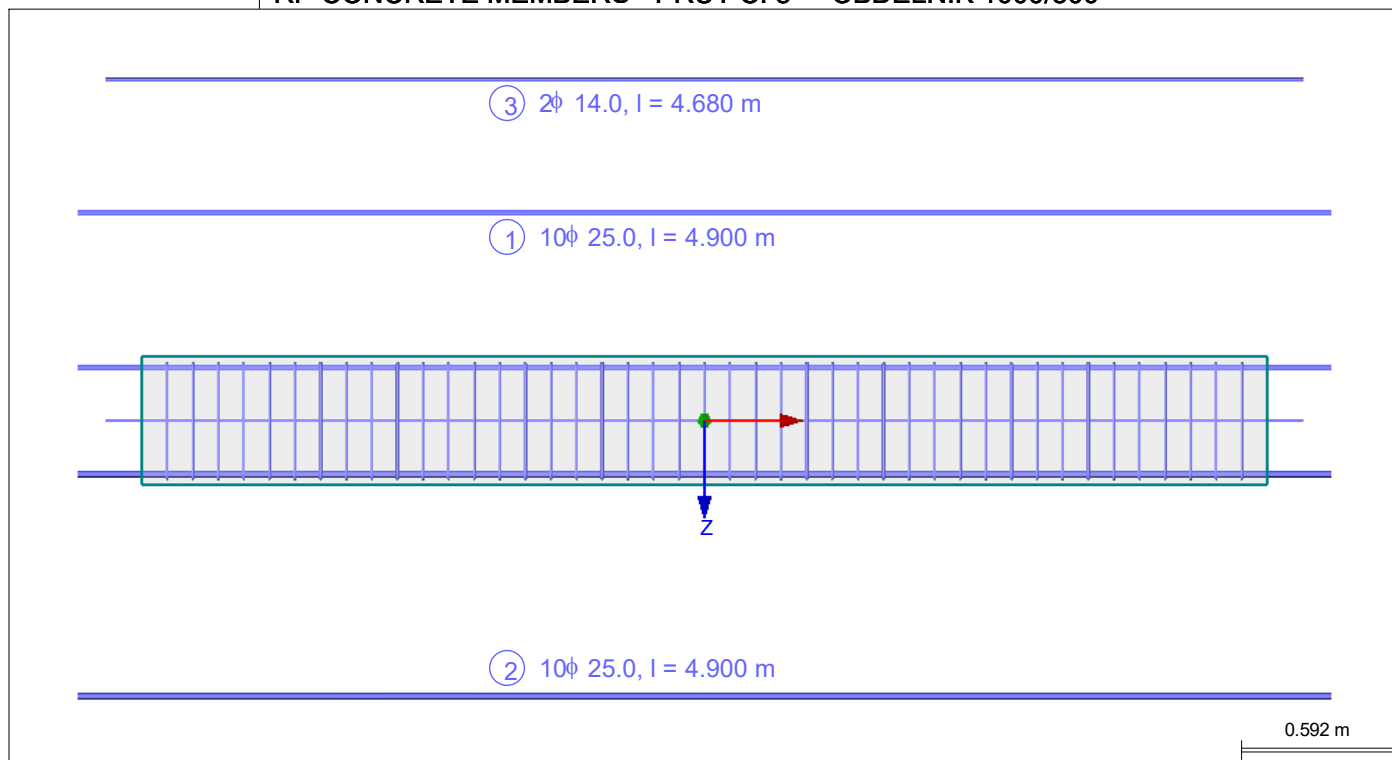 ③ 2ϕ 14.0, l = 4.680 m
① 10ϕ 25.0, l = 4.900 m
Z
② 10ϕ 25.0, l = 4.900 m
0.592 m